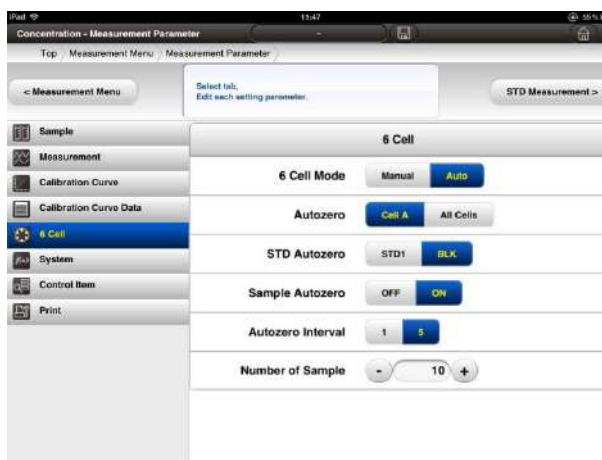 iPad 11:47 55%
Concentration - Measurement Parameter -
Top / Measurement Menu / Measurement Parameter /
< Measurement Menu
Select tab.
Edit each setting parameter.
STD Measurement >
Sample
Measurement
Calibration Curve
Calibration Curve Data
6 Cell
System
Control Item
Print
6 Cell
6 Cell Mode Manual Auto
Autozero Cell A All Cells
STD Autozero STD1 BLK
Sample Autozero OFF ON
Autozero Interval 1 5
Number of Sample - 10 +